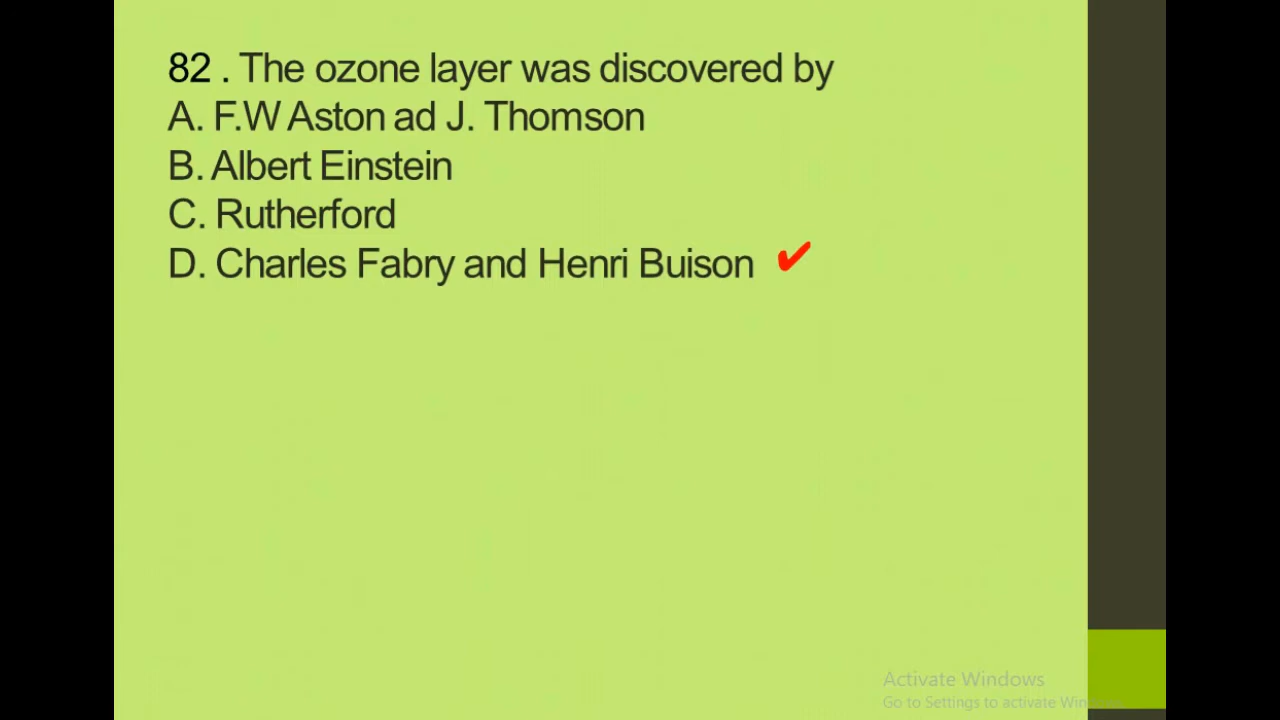 82 . The ozone layer was discovered by
A. F.W Aston ad J. Thomson
B. Albert Einstein
C. Rutherford
D. Charles Fabry and Henri Buison ✔
Activate Windows
Go to Settings to activate Windows.